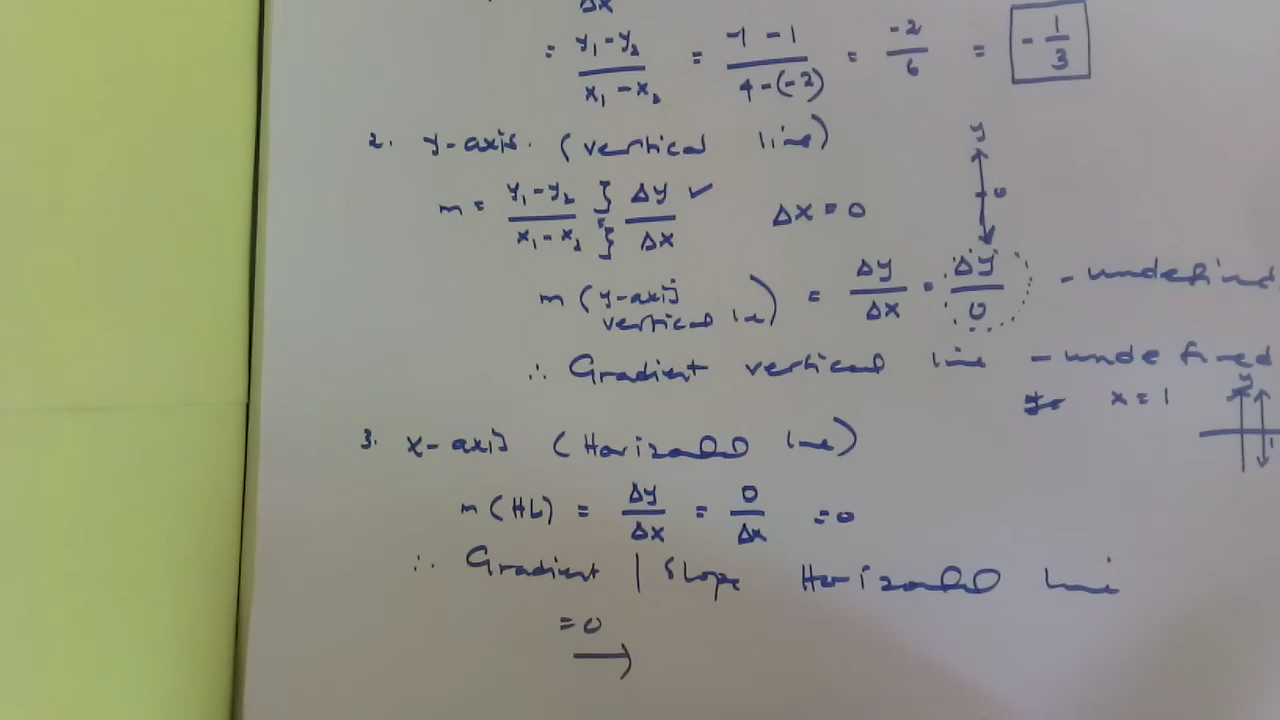 Δx
= y₁-y₂ / x₁-x₂ = -1-1 / 4-(-2) = -2/6 = -1/3
2. y-axis. (vertical line)
y
m = y₁-y₂ / x₁-x₂ } = } Δy/Δx ✓ Δx = 0
0
m (y-axis vertical line) = Δy/Δx = Δy/0 - undefined
∴ Gradient vertical line - undefined
x = 1
y
1
3. x-axis (Horizontal line)
m (HL) = Δy/Δx = 0/Δx = 0
∴ Gradient | Slope Horizontal line
= 0